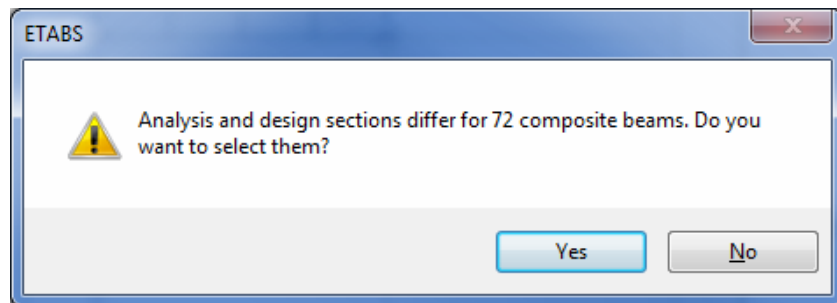 ETABS
Analysis and design sections differ for 72 composite beams. Do you
want to select them?
Yes
No